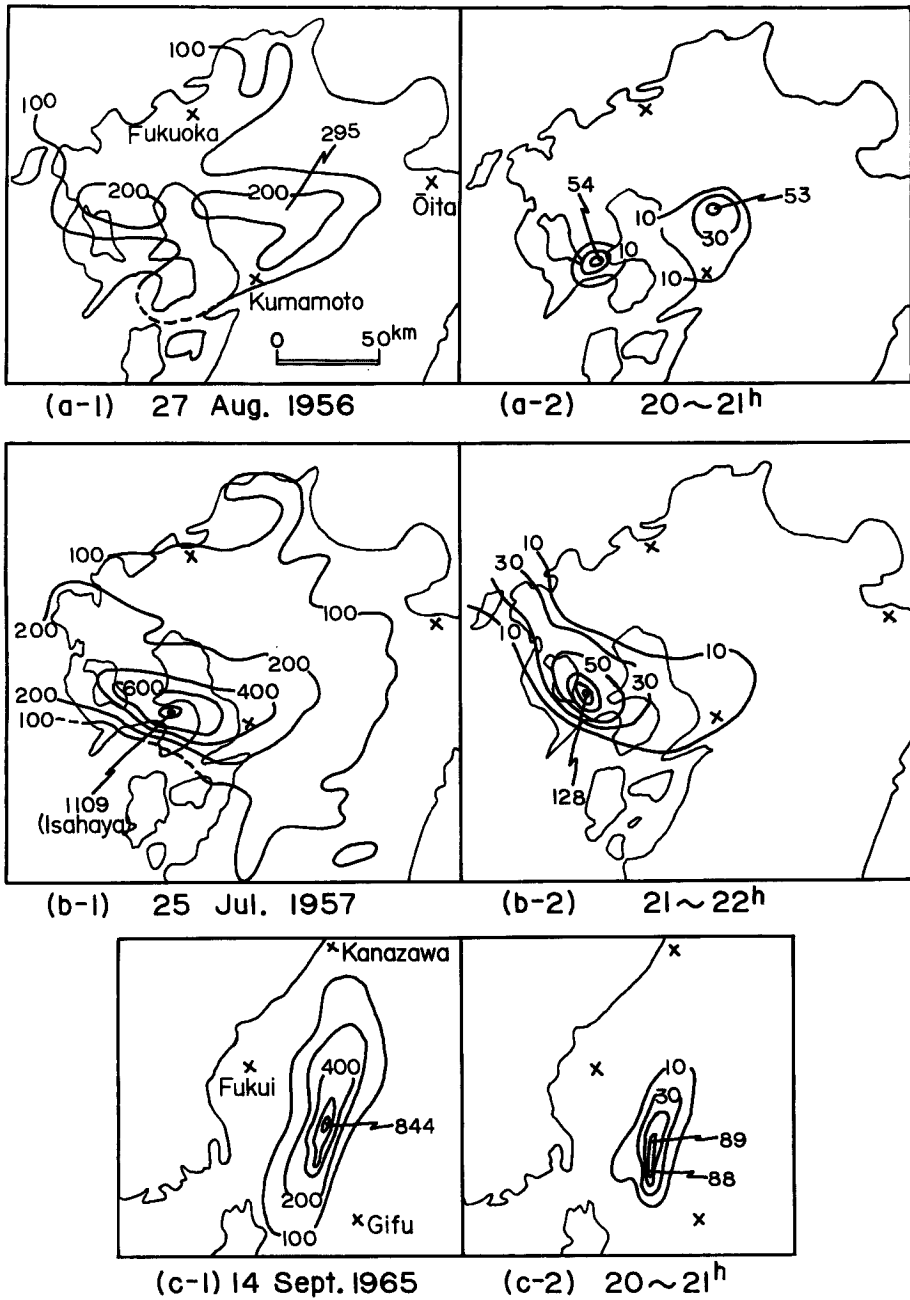 100
100
Fukuoka
295
200
200
Ōita
Kumamoto
0 50km
(a-1) 27 Aug. 1956
54
10
53
10
30
10
(a-2) 20~21h
100
100
200
200
600
400
200
100
1109
(Isahaya)
(b-1) 25 Jul. 1957
10
30
10
50
10
30
128
(b-2) 21~22h
Kanazawa
400
Fukui
844
200
100
Gifu
(c-1) 14 Sept. 1965
10
30
89
88
(c-2) 20~21h